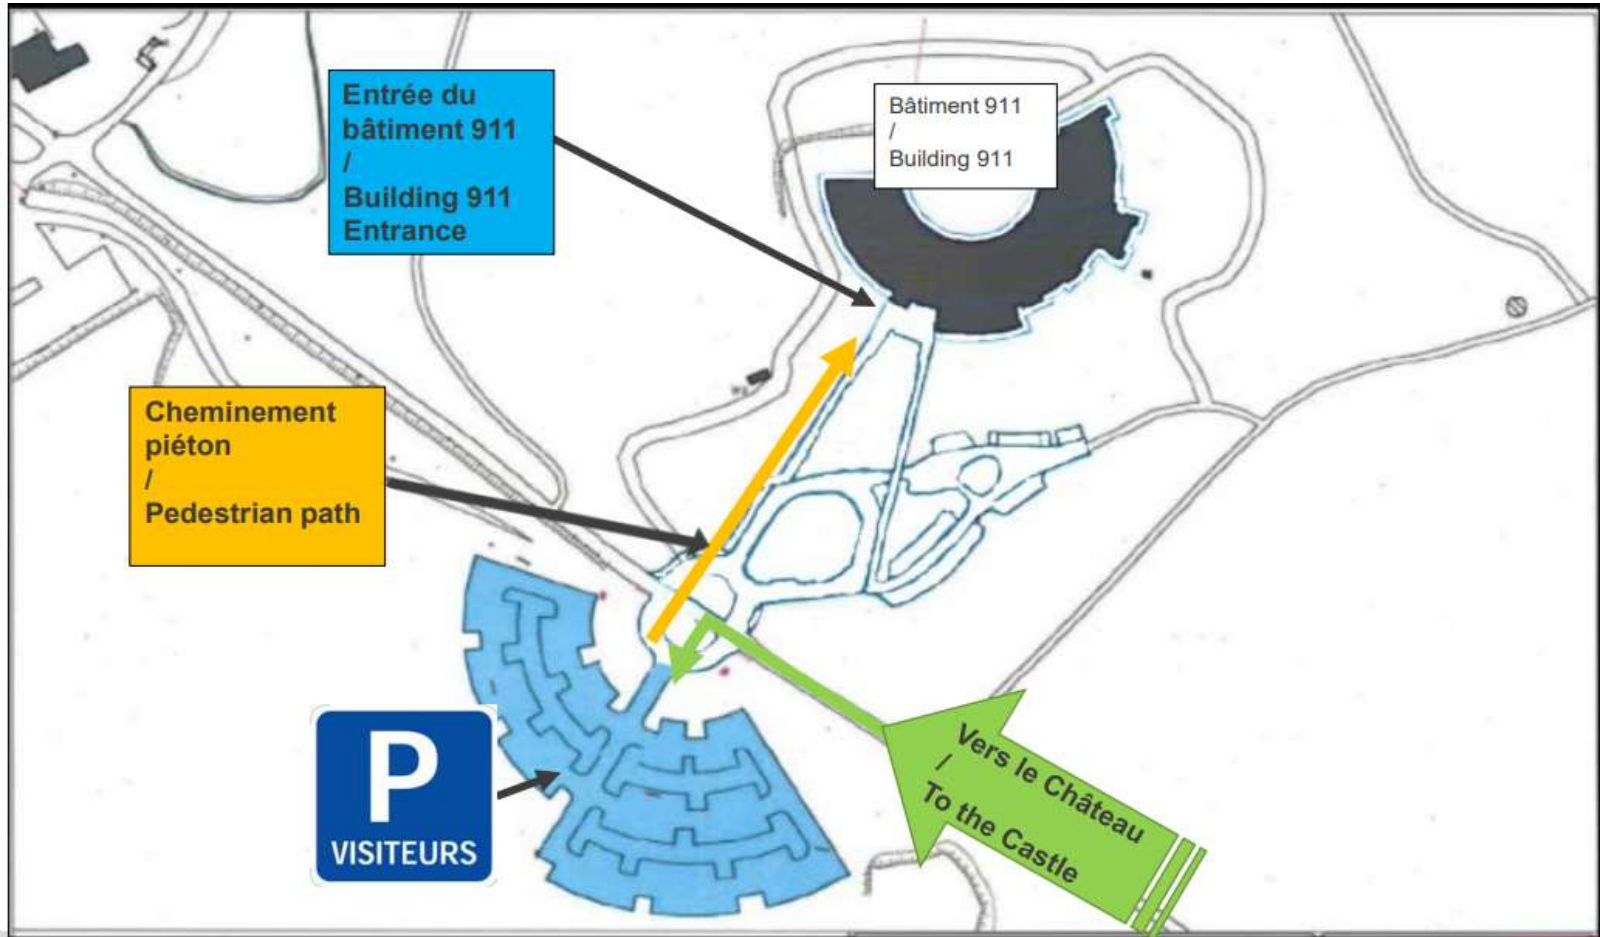 Entrée du
bâtiment 911
/
Building 911
Entrance
Bâtiment 911
/
Building 911
Cheminement
piéton
/
Pedestrian path
P
VISITEURS
Vers le Château
/
To the Castle